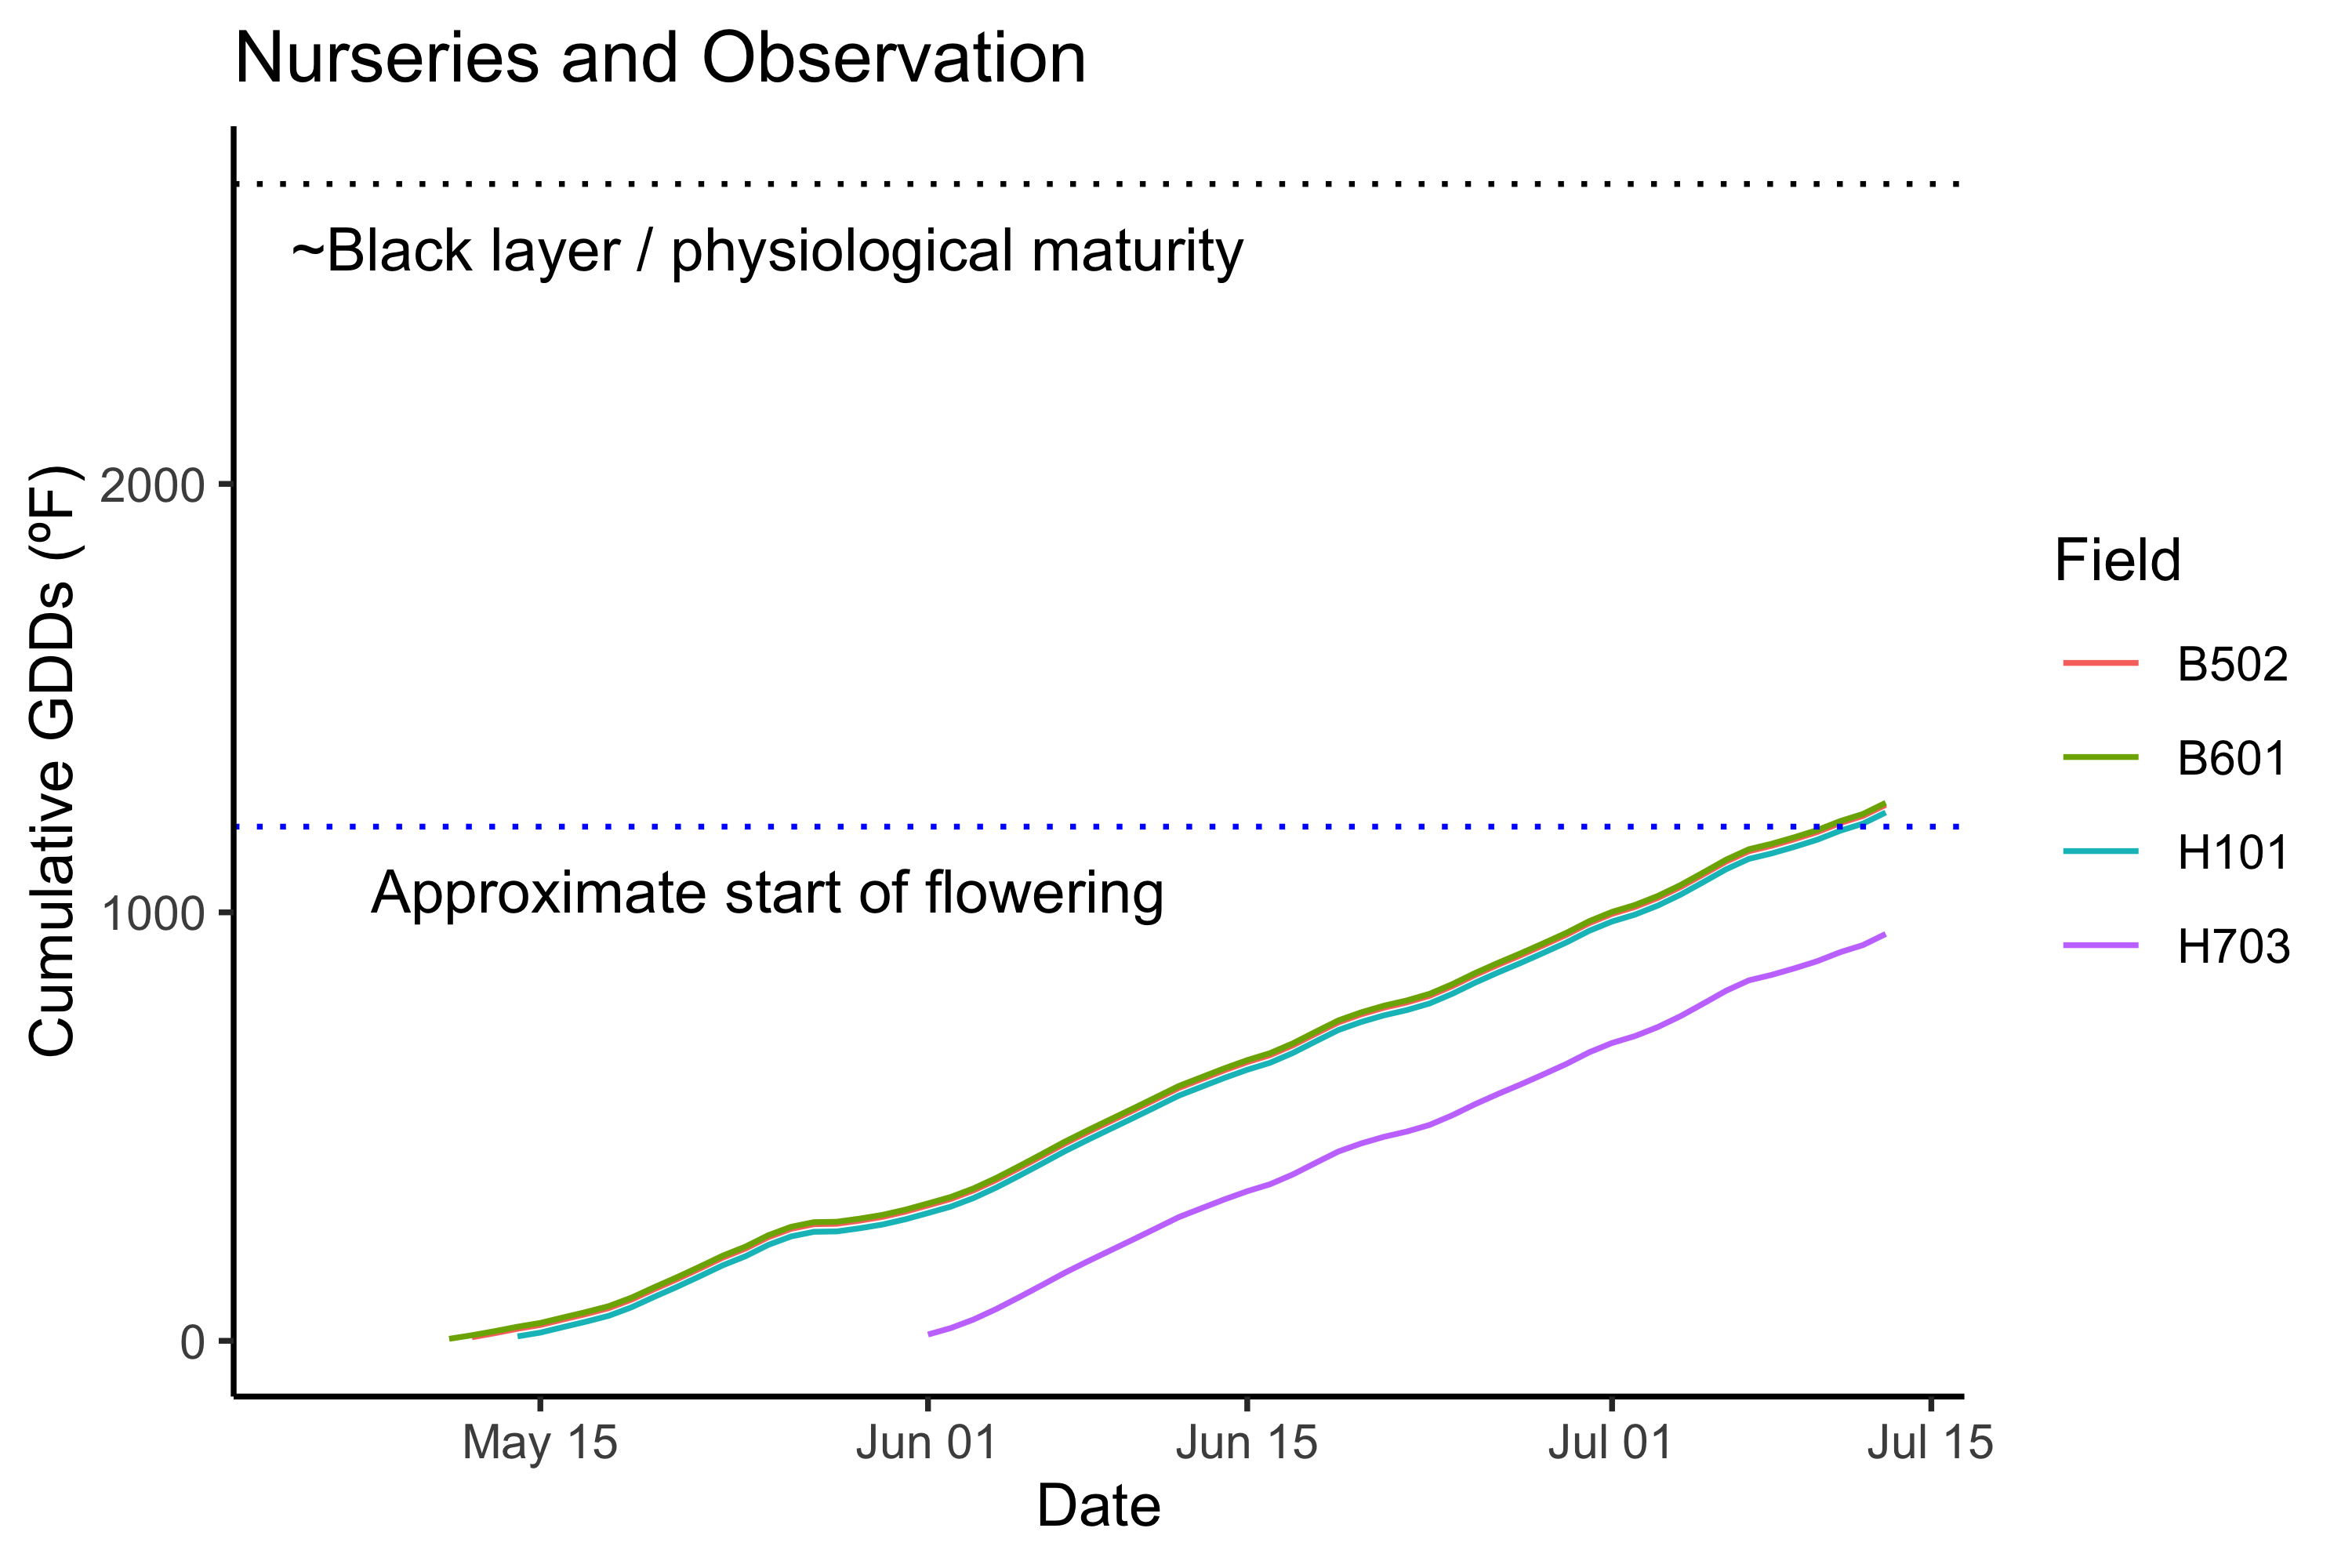 Nurseries and Observation
~Black layer / physiological maturity
2000
Approximate start of flowering
1000
0
Cumulative GDDs (ºF)
May 15
Jun 01
Jun 15
Jul 01
Jul 15
Date
Field
B502
B601
H101
H703